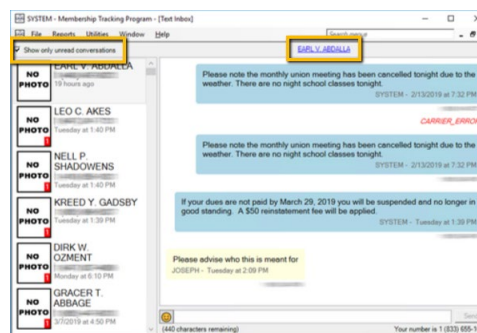 SYSTEM - Membership Tracking Program - [Text Inbox]
File Reports Utilities Window Help
Show only unread conversations
EARL V. ABDALLA
NO PHOTO
EARL V. ABDALLA
19 hours ago
NO PHOTO
1
LEO C. AKES
Tuesday at 1:40 PM
NO PHOTO
1
NELL P.
SHADOWENS
Tuesday at 1:40 PM
NO PHOTO
1
KREED Y. GADSBY
Tuesday at 1:39 PM
NO PHOTO
1
DIRK W.
OZMENT
Monday at 6:10 PM
NO PHOTO
1
GRACER T.
ABBAGE
3/7/2019 at 4:50 PM
Please note the monthly union meeting has been cancelled tonight due to the
weather. There are no night school classes tonight.
SYSTEM - 2/13/2019 at 7:32 PM
CARRIER_ERROR
Please note the monthly union meeting has been cancelled tonight due to the
weather. There are no night school classes tonight.
SYSTEM - 2/13/2019 at 7:32 PM
If your dues are not paid by March 29, 2019 you will be suspended and no longer in
good standing. A $50 reinstatement fee will be applied.
SYSTEM - Tuesday at 1:39 PM
Please advise who this is meant for
JOSEPH - Tuesday at 2:09 PM
(440 characters remaining)
Your number is 1 (833) 655-1